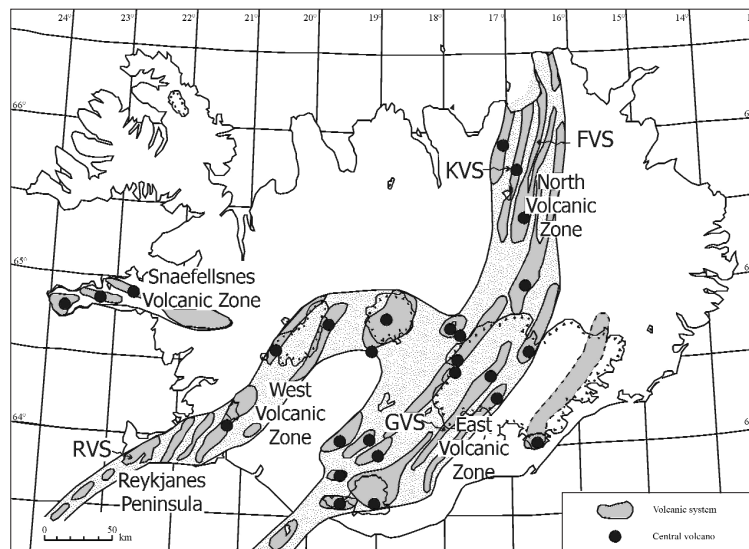 24° 23° 22° 21° 20° 19° 18° 17° 16° 15° 14° 13
66°
FVS
KVS
North
Volcanic
Zone
65°
Snaefellsnes
Volcanic Zone
West
Volcanic
Zone
64°
GVS
East
Volcanic
Zone
RVS
Reykjanes
Peninsula
0 50
km
Volcanic system
Central volcano